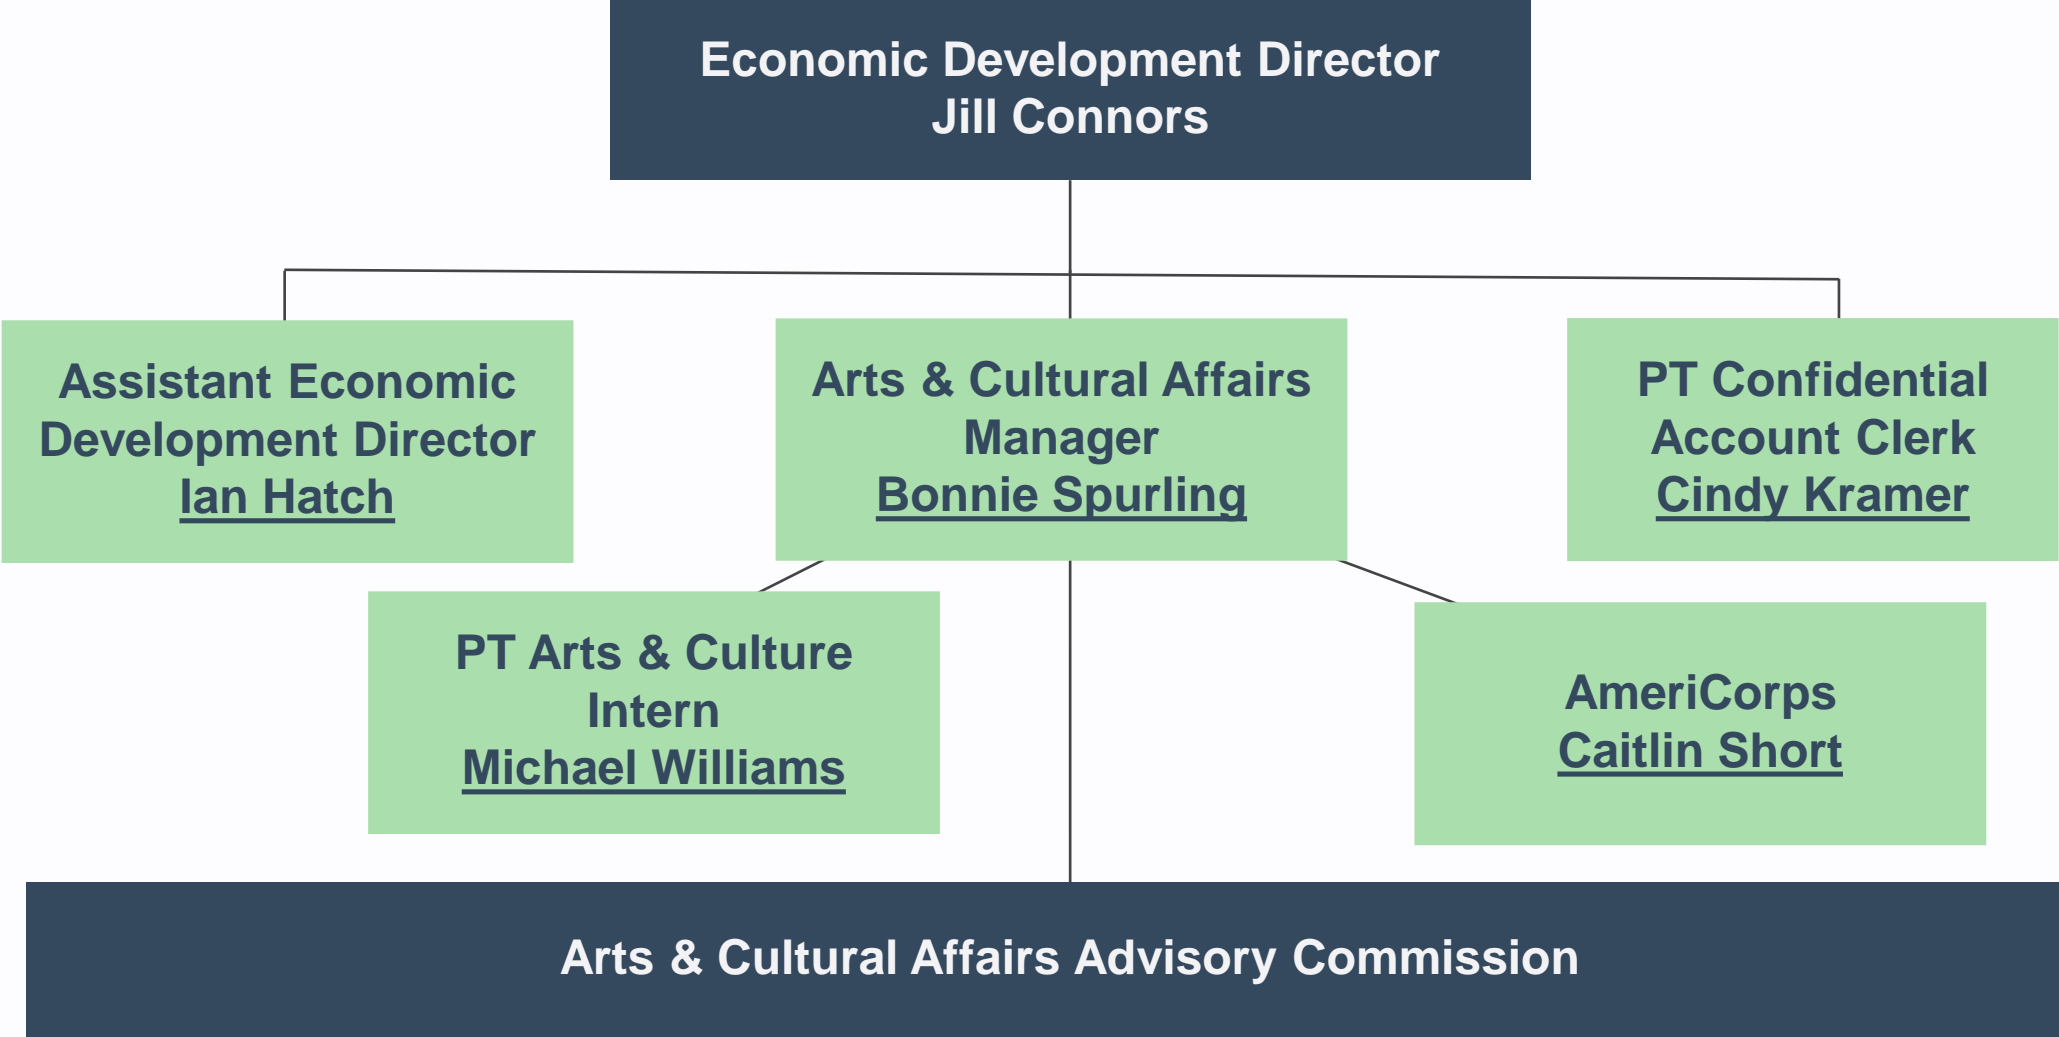 Economic Development Director
Jill Connors
Assistant Economic
Development Director
Ian Hatch
Arts & Cultural Affairs
Manager
Bonnie Spurling
PT Confidential
Account Clerk
Cindy Kramer
PT Arts & Culture
Intern
Michael Williams
AmeriCorps
Caitlin Short
Arts & Cultural Affairs Advisory Commission